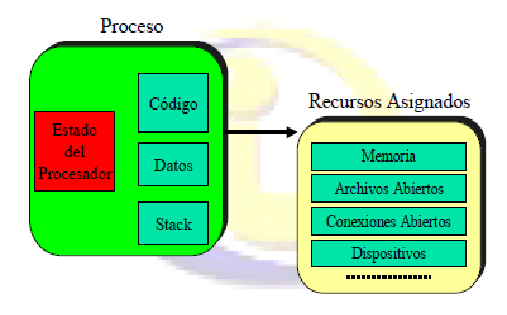 Proceso
Código
Estado
del
Procesador
Datos
Stack
Recursos Asignados
Memoria
Archivos Abiertos
Conexiones Abiertos
Dispositivos